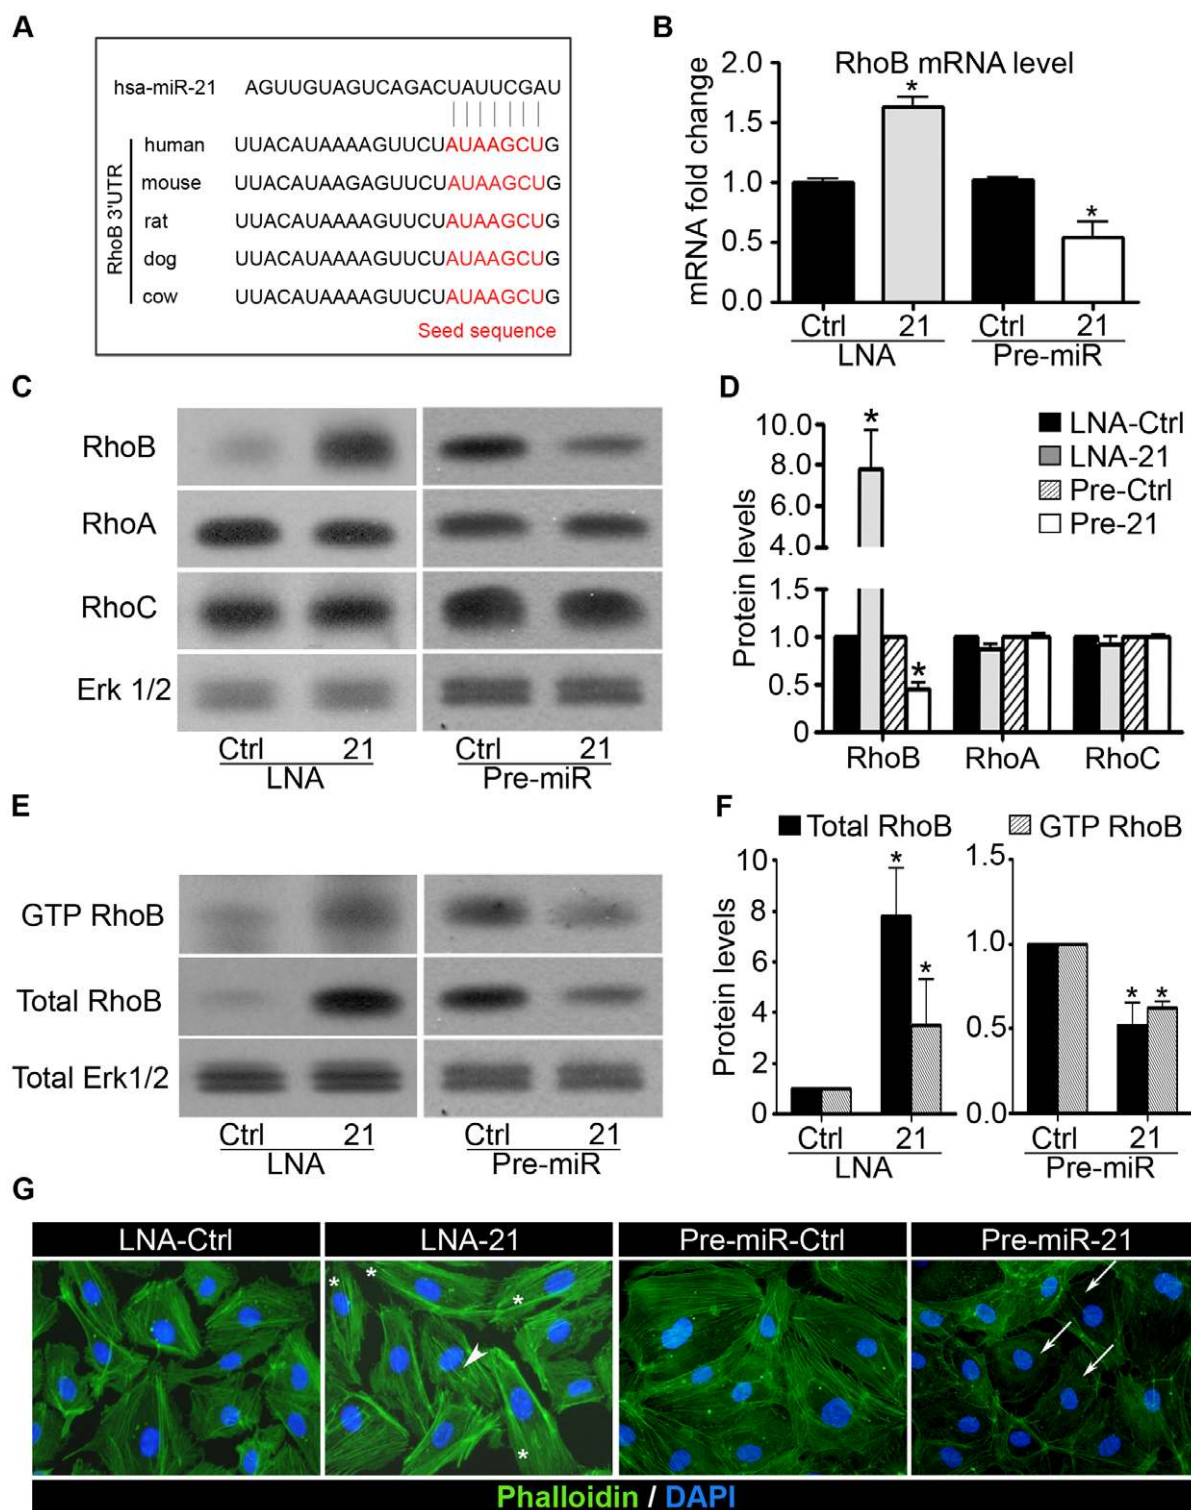 A
hsa-miR-21 AGUUGUAGUCAGACUAUUCGAU
RhoB 3'UTR
human UUACAUAAAAGUUCUAUAAGCUG
mouse UUACAUAAGAGUUCUAUAAGCUG
rat UUACAUAAAAGUUCUAUAAGCUG
dog UUACAUAAAAGUUCUAUAAGCUG
cow UUACAUAAAAGUUCUAUAAGCUG
Seed sequence
B
RhoB mRNA level
mRNA fold change
2.0
1.5
1.0
0.5
0.0
*
*
Ctrl 21 Ctrl 21
LNA Pre-miR
C
RhoB
RhoA
RhoC
Erk 1/2
Ctrl 21 Ctrl 21
LNA Pre-miR
D
Protein levels
10.0
8.0
6.0
4.0
1.5
1.0
0.5
0
*
*
LNA-Ctrl
LNA-21
Pre-Ctrl
Pre-21
RhoB RhoA RhoC
E
GTP RhoB
Total RhoB
Total Erk1/2
Ctrl 21 Ctrl 21
LNA Pre-miR
F
Total RhoB GTP RhoB
Protein levels
10
8
6
4
2
0
* *
Ctrl 21
LNA
1.5
1.0
0.5
0.0
* *
Ctrl 21
Pre-miR
G
LNA-Ctrl LNA-21 Pre-miR-Ctrl Pre-miR-21
* * * *
Phalloidin / DAPI